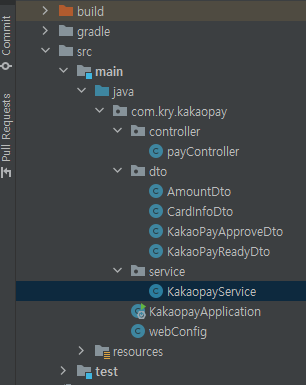 build
gradle
src
main
java
com.kry.kakaopay
controller
payController
dto
AmountDto
CardInfoDto
KakaoPayApproveDto
KakaoPayReadyDto
service
KakaopayService
KakaopayApplication
webConfig
resources
test
Commit
Pull Requests